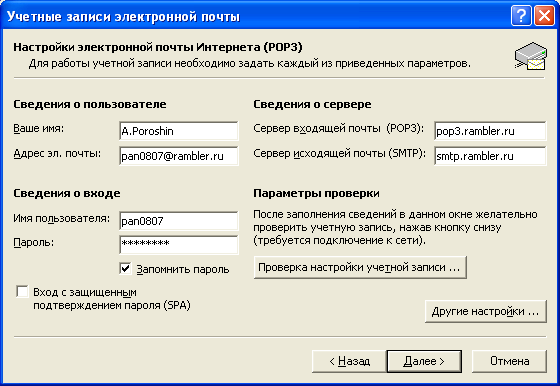 Учетные записи электронной почты
Настройки электронной почты Интернета (POP3)
Для работы учетной записи необходимо задать каждый из приведенных параметров.
Сведения о пользователе
Ваше имя: A.Poroshin
Адрес эл. почты: pan0807@rambler.ru
Сведения о сервере
Сервер входящей почты (POP3): pop3.rambler.ru
Сервер исходящей почты (SMTP): smtp.rambler.ru
Сведения о входе
Имя пользователя: pan0807
Пароль: ********
Запомнить пароль
Вход с защищенным
подтверждением пароля (SPA)
Параметры проверки
После заполнения сведений в данном окне желательно
проверить учетную запись, нажав кнопку снизу
(требуется подключение к сети).
Проверка настройки учетной записи ...
Другие настройки ...
< Назад
Далее >
Отмена